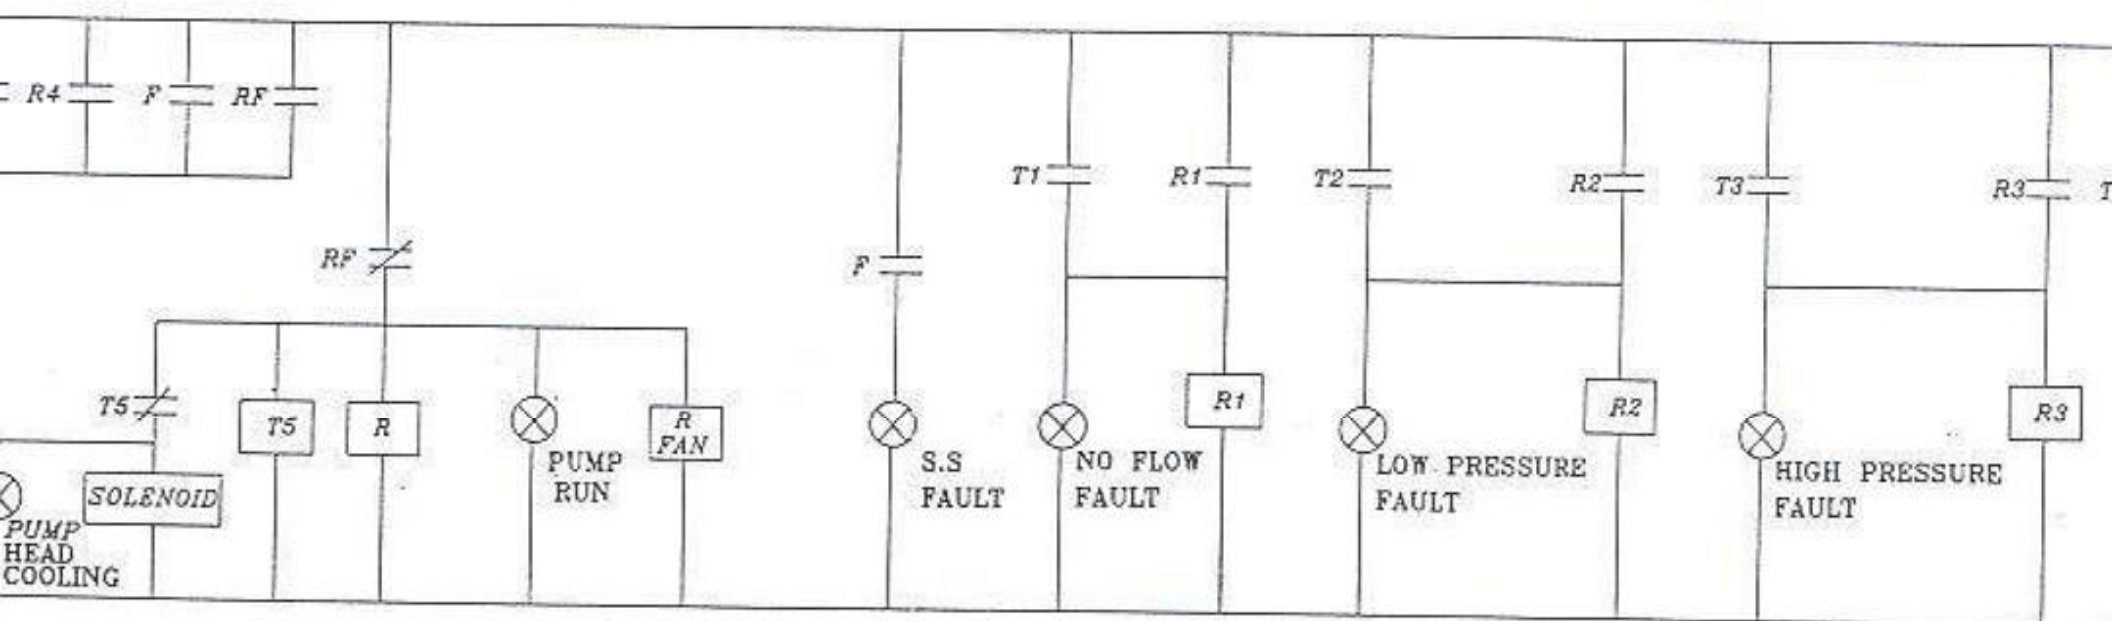 R4 F RF
T1 R1 T2 R2 T3 R3 T
RF F
T5 T5 R R
FAN R1 R2 R3
SOLENOID
PUMP
HEAD
COOLING
PUMP
RUN
S.S
FAULT
NO FLOW
FAULT
LOW PRESSURE
FAULT
HIGH PRESSURE
FAULT